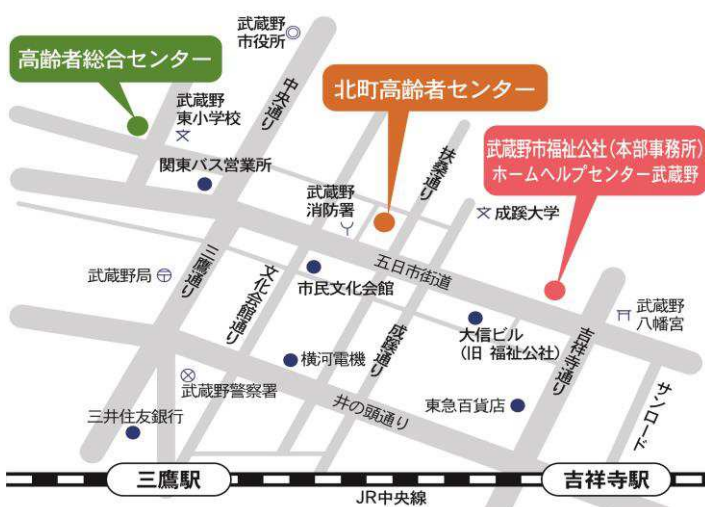 武蔵野
市役所
高齢者総合センター
中央通り
北町高齢者センター
武蔵野
東小学校
扶桑通り
武蔵野市福祉公社(本部事務所)
ホームヘルプセンター武蔵野
関東バス営業所
武蔵野
消防署
成蹊大学
三鷹通り
五日市街道
武蔵野局
文化会館通り
市民文化会館
成蹊通り
大信ビル
(旧 福祉公社)
吉祥寺通り
武蔵野
八幡宮
横河電機
武蔵野警察署
井の頭通り
東急百貨店
サンロード
三井住友銀行
三鷹駅
吉祥寺駅
JR中央線